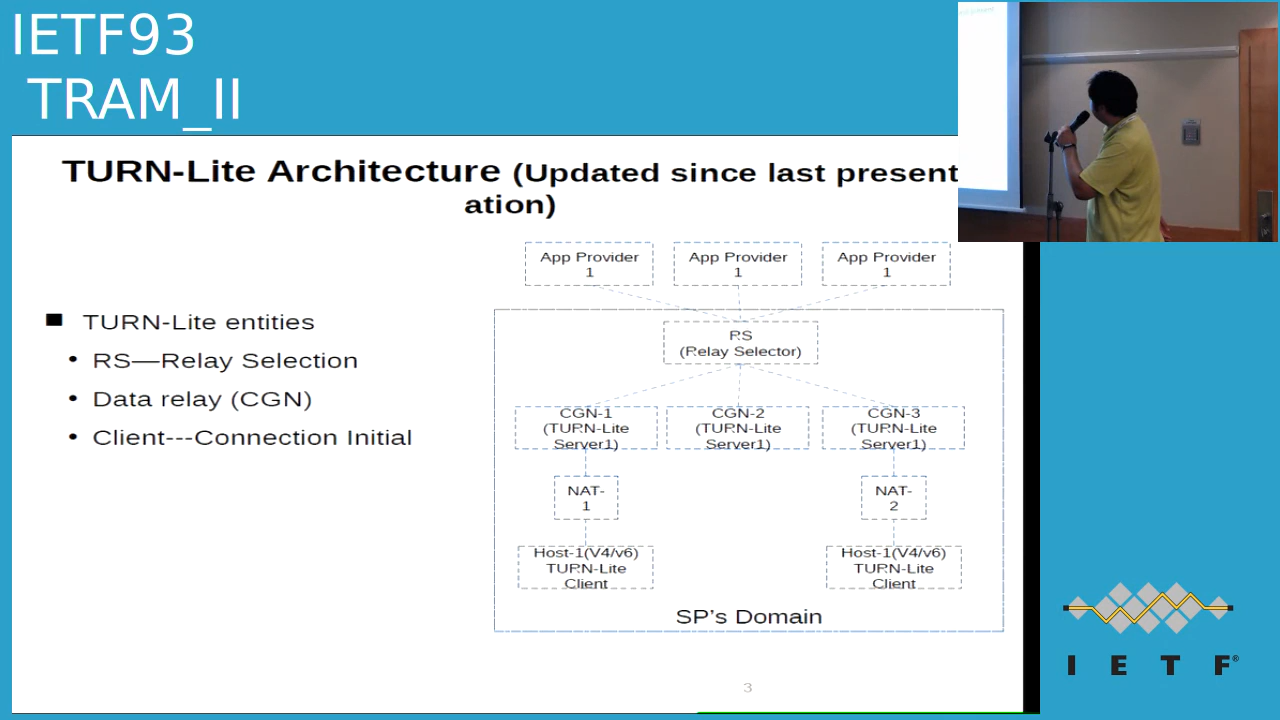 IETF93
TRAM_II
TURN-Lite Architecture (Updated since last present
ation)
■ TURN-Lite entities
• RS—Relay Selection
• Data relay (CGN)
• Client---Connection Initial
App Provider
1
App Provider
1
App Provider
1
RS
(Relay Selector)
CGN-1
(TURN-Lite
Server1)
CGN-2
(TURN-Lite
Server1)
CGN-3
(TURN-Lite
Server1)
NAT-
1
NAT-
2
Host-1(V4/v6)
TURN-Lite
Client
Host-1(V4/v6)
TURN-Lite
Client
SP's Domain
3
I E T F®